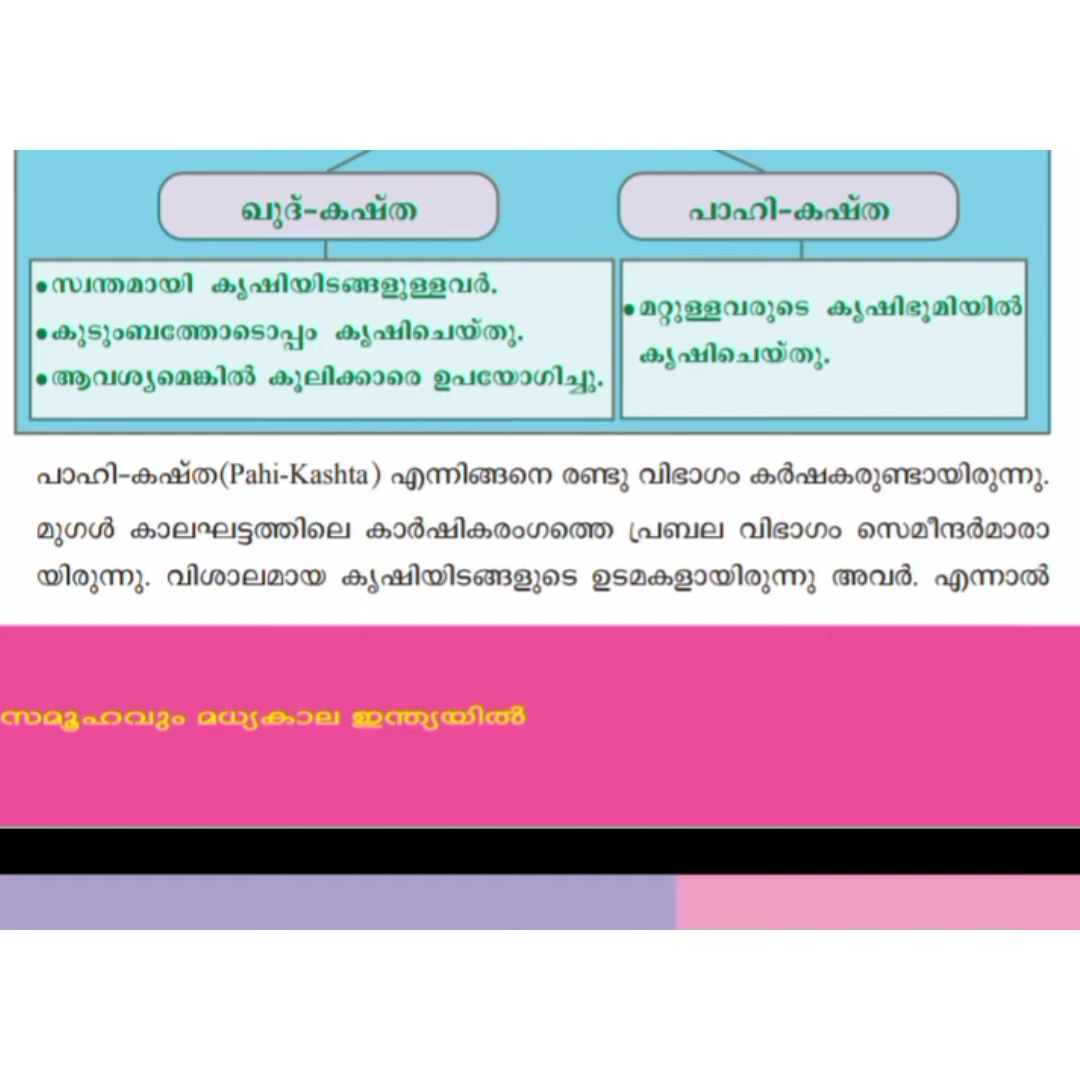 ഖുദ്-കഷ്ത
പാഹി-കഷ്ത
•സ്വന്തമായി കൃഷിയിടങ്ങളുള്ളവർ.
•കുടുംബത്തോടൊപ്പം കൃഷിചെയ്തു.
•ആവശ്യമെങ്കിൽ കൂലിക്കാരെ ഉപയോഗിച്ചു.
•മറ്റുള്ളവരുടെ കൃഷിഭൂമിയിൽ
കൃഷിചെയ്തു.
പാഹി-കഷ്ത(Pahi-Kashta) എന്നിങ്ങനെ രണ്ടു വിഭാഗം കർഷകരുണ്ടായിരുന്നു.
മുഗൾ കാലഘട്ടത്തിലെ കാർഷികരംഗത്തെ പ്രബല വിഭാഗം സെമീന്ദർമാരാ
യിരുന്നു. വിശാലമായ കൃഷിയിടങ്ങളുടെ ഉടമകളായിരുന്നു അവർ. എന്നാൽ
സമൂഹവും മധ്യകാല ഇന്ത്യയിൽ